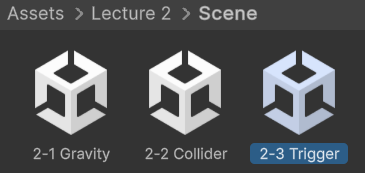 Assets > Lecture 2 > Scene
2-1 Gravity 2-2 Collider 2-3 Trigger